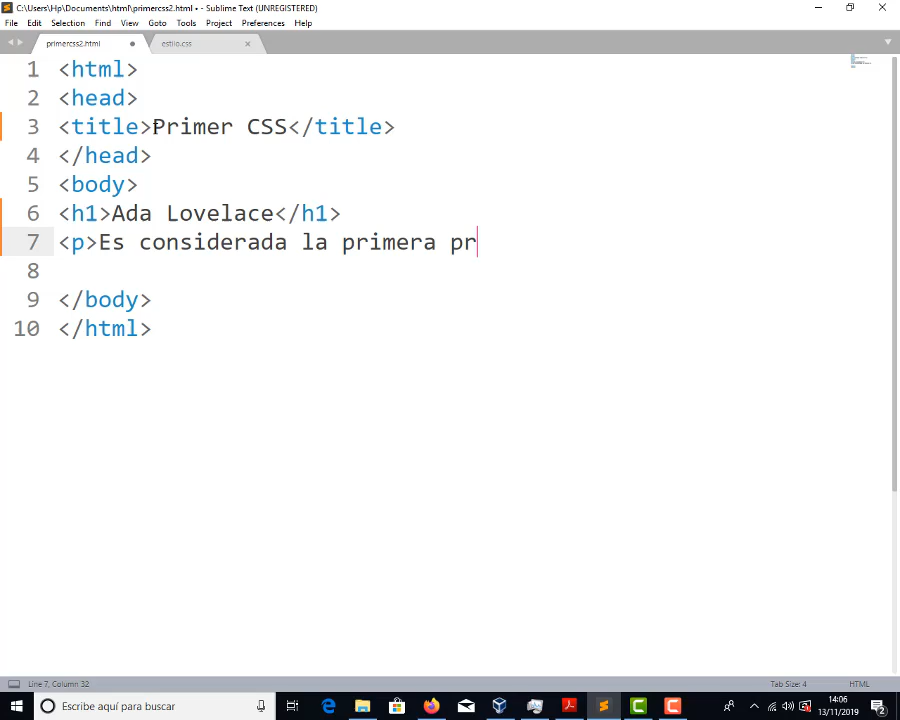 C:\Users\Hp\Documents\html\primercss2.html • - Sublime Text (UNREGISTERED)
File Edit Selection Find View Goto Tools Project Preferences Help
primercss2.html estilo.css
1 <html>
2 <head>
3 <title>Primer CSS</title>
4 </head>
5 <body>
6 <h1>Ada Lovelace</h1>
7 <p>Es considerada la primera pr
8
9 </body>
10 </html>
Line 7, Column 32 Tab Size: 4 HTML
Escribe aquí para buscar
14:06
13/11/2019
2